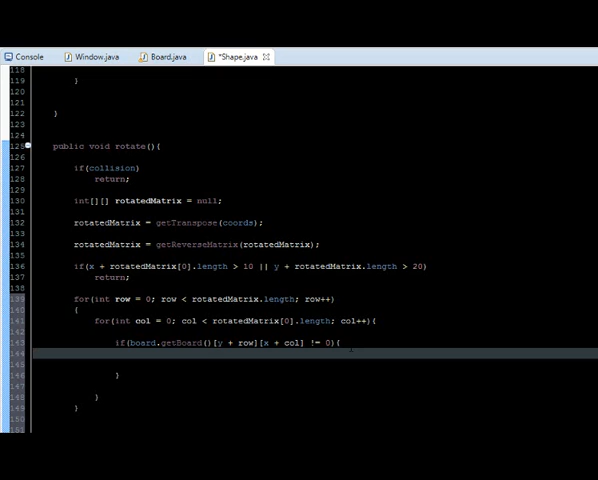 Console Window.java Board.java *Shape.java
118
119 }
120
121
122 }
123
124
125 public void rotate(){
126
127 if(collision)
128 return;
129
130 int[][] rotatedMatrix = null;
131
132 rotatedMatrix = getTranspose(coords);
133
134 rotatedMatrix = getReverseMatrix(rotatedMatrix);
135
136 if(x + rotatedMatrix[0].length > 10 || y + rotatedMatrix.length > 20)
137 return;
138
139 for(int row = 0; row < rotatedMatrix.length; row++)
140 {
141 for(int col = 0; col < rotatedMatrix[0].length; col++){
142
143 if(board.getBoard()[y + row][x + col] != 0){
144
145
146 }
147
148 }
149 }
150
151